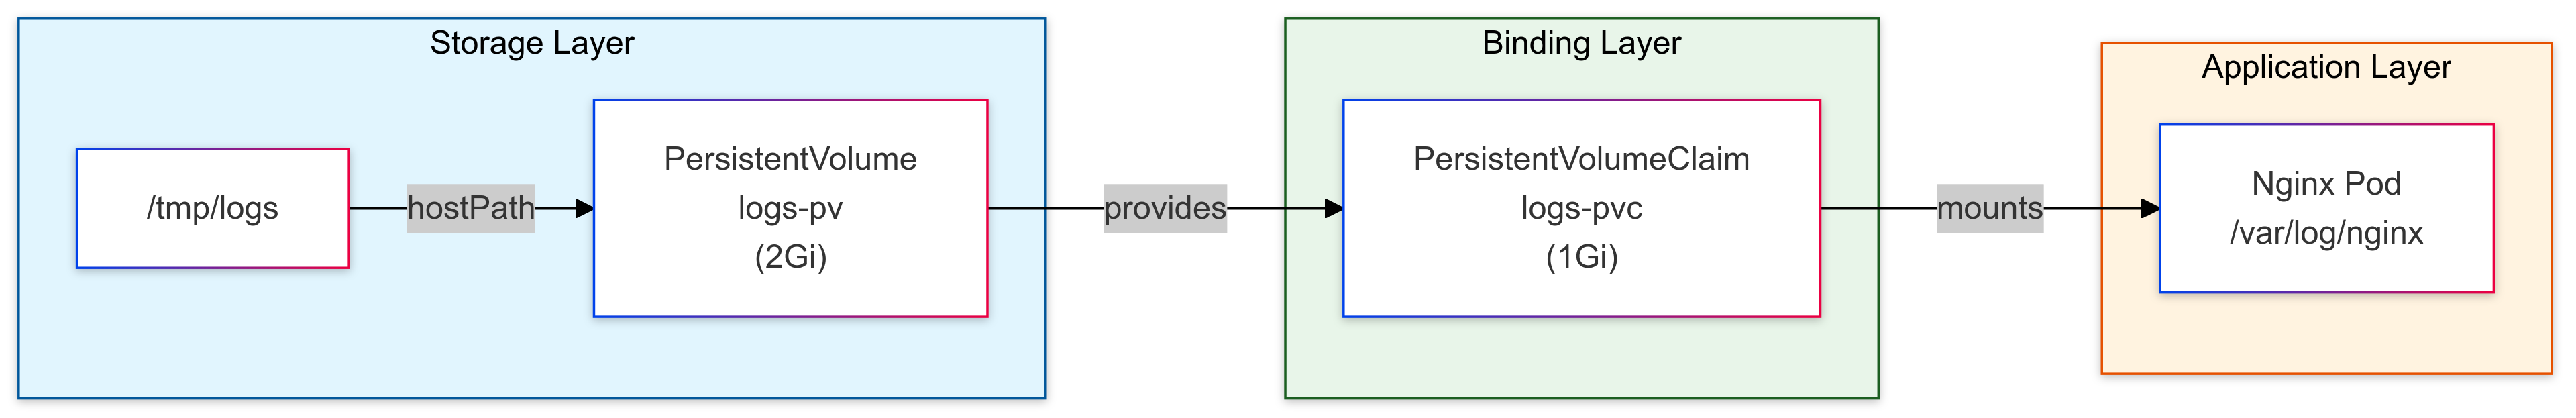 Storage Layer
/tmp/logs
hostPath
PersistentVolume
logs-pv
(2Gi)
provides
Binding Layer
PersistentVolumeClaim
logs-pvc
(1Gi)
mounts
Application Layer
Nginx Pod
/var/log/nginx